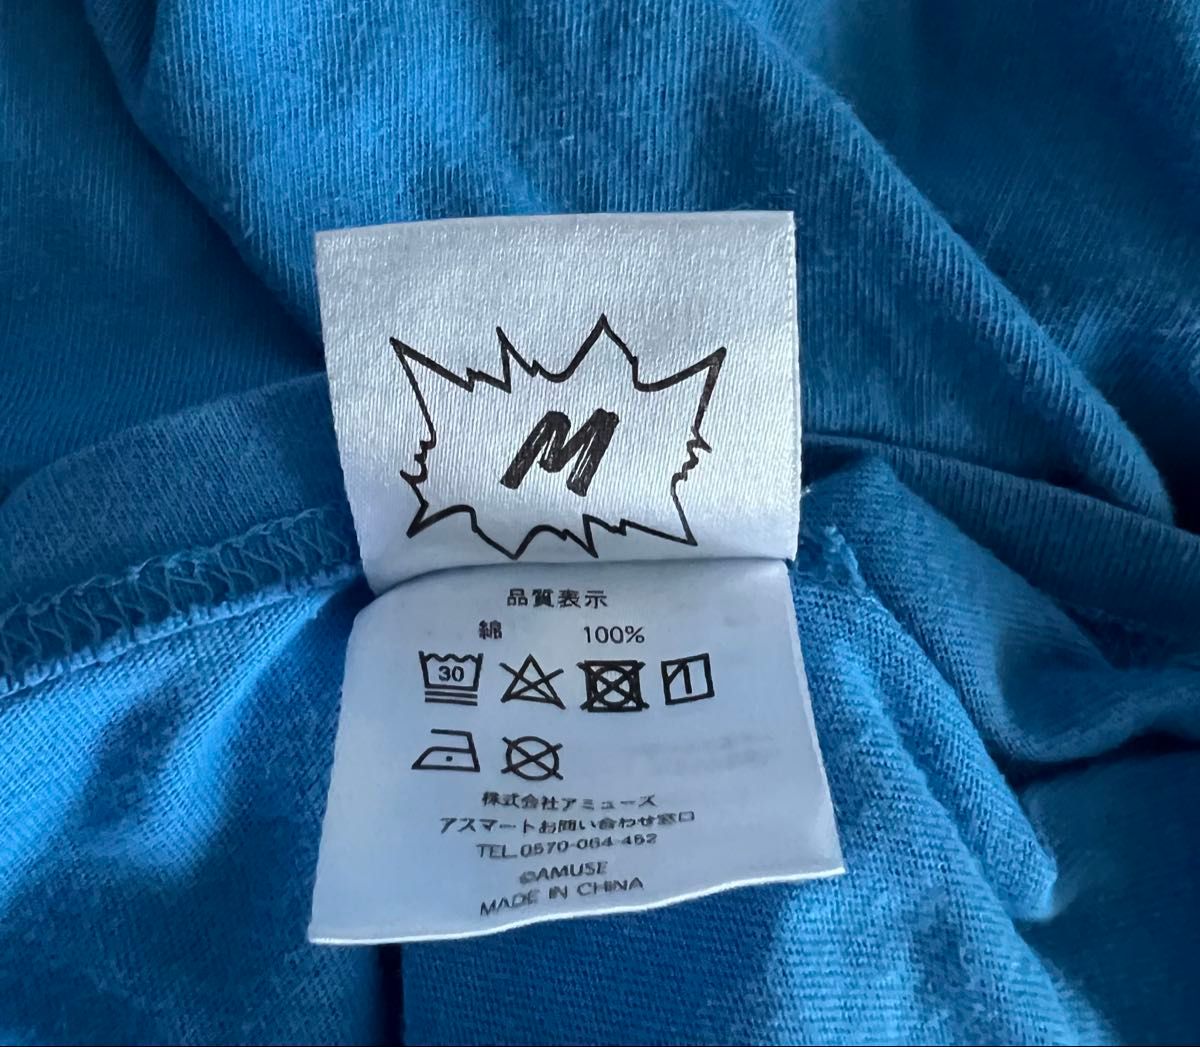 M
品質表示
綿 100%
30
株式会社アミューズ
アスマートお問い合わせ窓口
TEL.0570-064-452
©AMUSE
MADE IN CHINA